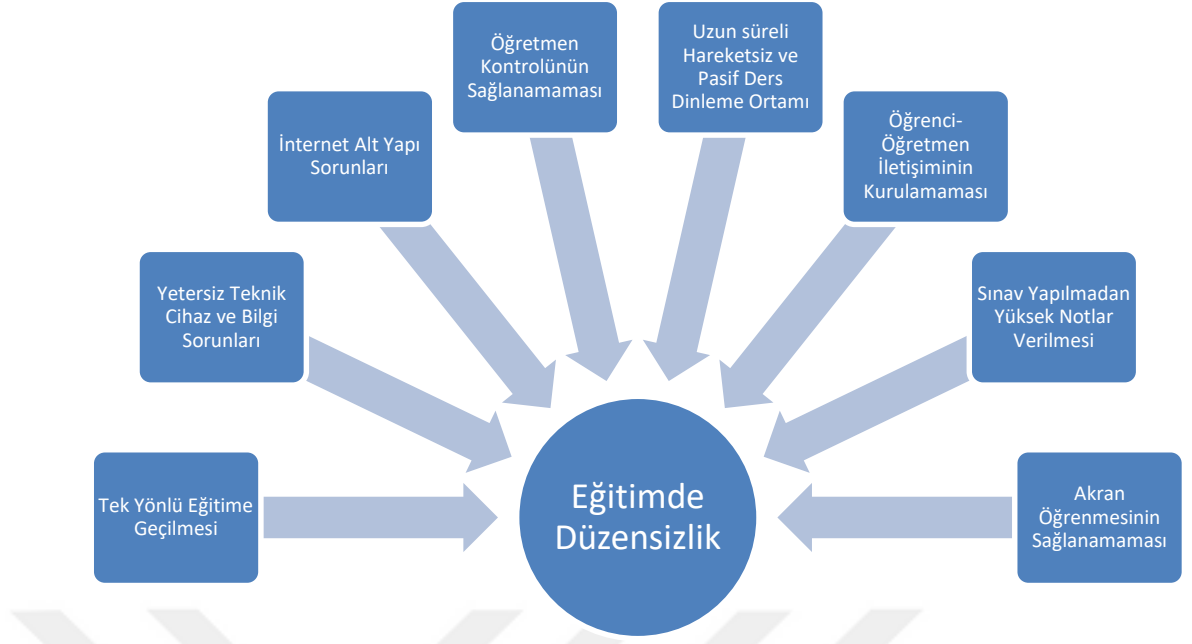 Tek Yönlü Eğitime
Geçilmesi
Yetersiz Teknik
Cihaz ve Bilgi
Sorunları
İnternet Alt Yapı
Sorunları
Öğretmen
Kontrolünün
Sağlanamaması
Uzun süreli
Hareketsiz ve
Pasif Ders
Dinleme Ortamı
Öğrenci-
Öğretmen
İletişiminin
Kurulamaması
Sınav Yapılmadan
Yüksek Notlar
Verilmesi
Akran
Öğrenmesinin
Sağlanamaması
Eğitimde
Düzensizlik